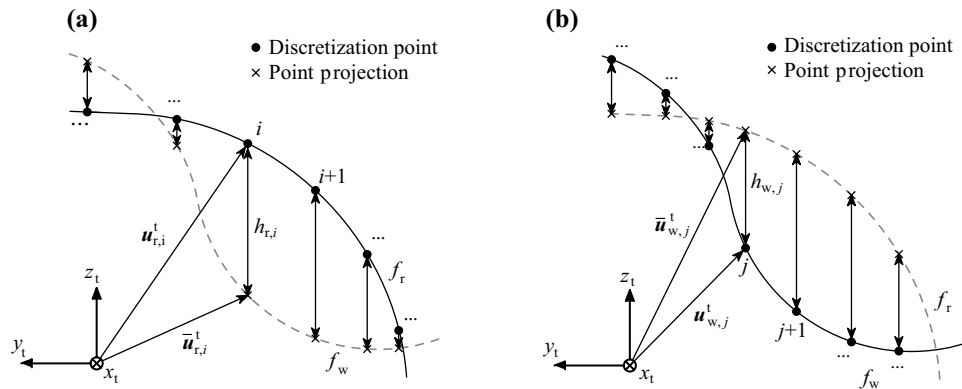 (a)
● Discretization point
× Point projection
...
...
...
i
i+1
...
u^t_{r,i}
h_{r,i}
f_r
...
z_t
ū^t_{r,i}
y_t
x_t
f_w
(b)
● Discretization point
× Point projection
...
...
...
h_{w,j}
ū^t_{w,j}
j
z_t
u^t_{w,j}
j+1
f_r
y_t
x_t
...
f_w
...